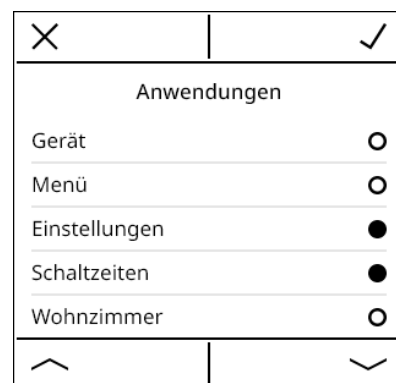 Anwendungen
Gerät
Menü
Einstellungen
Schaltzeiten
Wohnzimmer